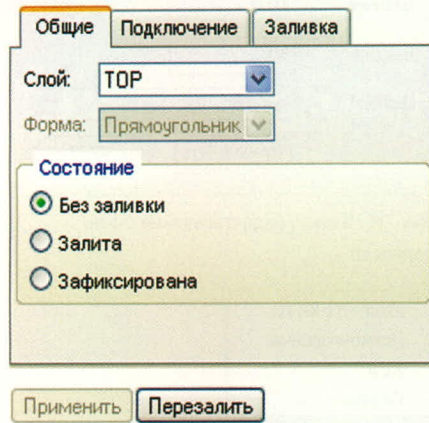 Общие Подключение Заливка
Слой: TOP
Форма: Прямоугольник
Состояние
Без заливки
Залита
Зафиксирована
Применить Перезалить